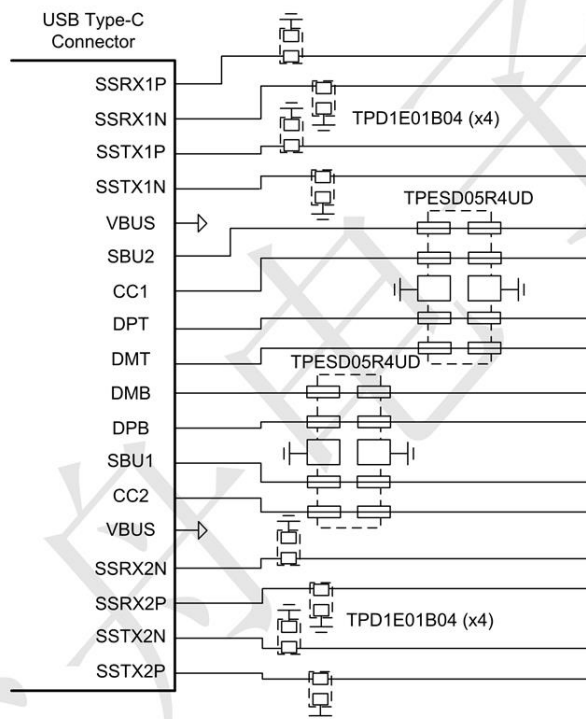 USB Type-C
Connector
SSRX1P
SSRX1N
TPD1E01B04 (x4)
SSTX1P
SSTX1N
TPESD05R4UD
VBUS
SBU2
CC1
DPT
DMT
TPESD05R4UD
DMB
DPB
SBU1
CC2
VBUS
SSRX2N
SSRX2P
TPD1E01B04 (x4)
SSTX2N
SSTX2P